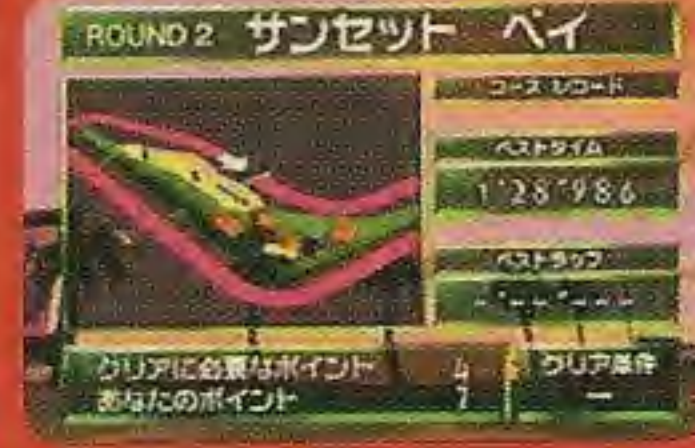 ROUND 2 サンセット ベイ
コース レコード
ベストタイム
1'28"986
ベストラップ
-'--"---
クリアに必要なポイント 4
あなたのポイント 7
クリア条件
ー